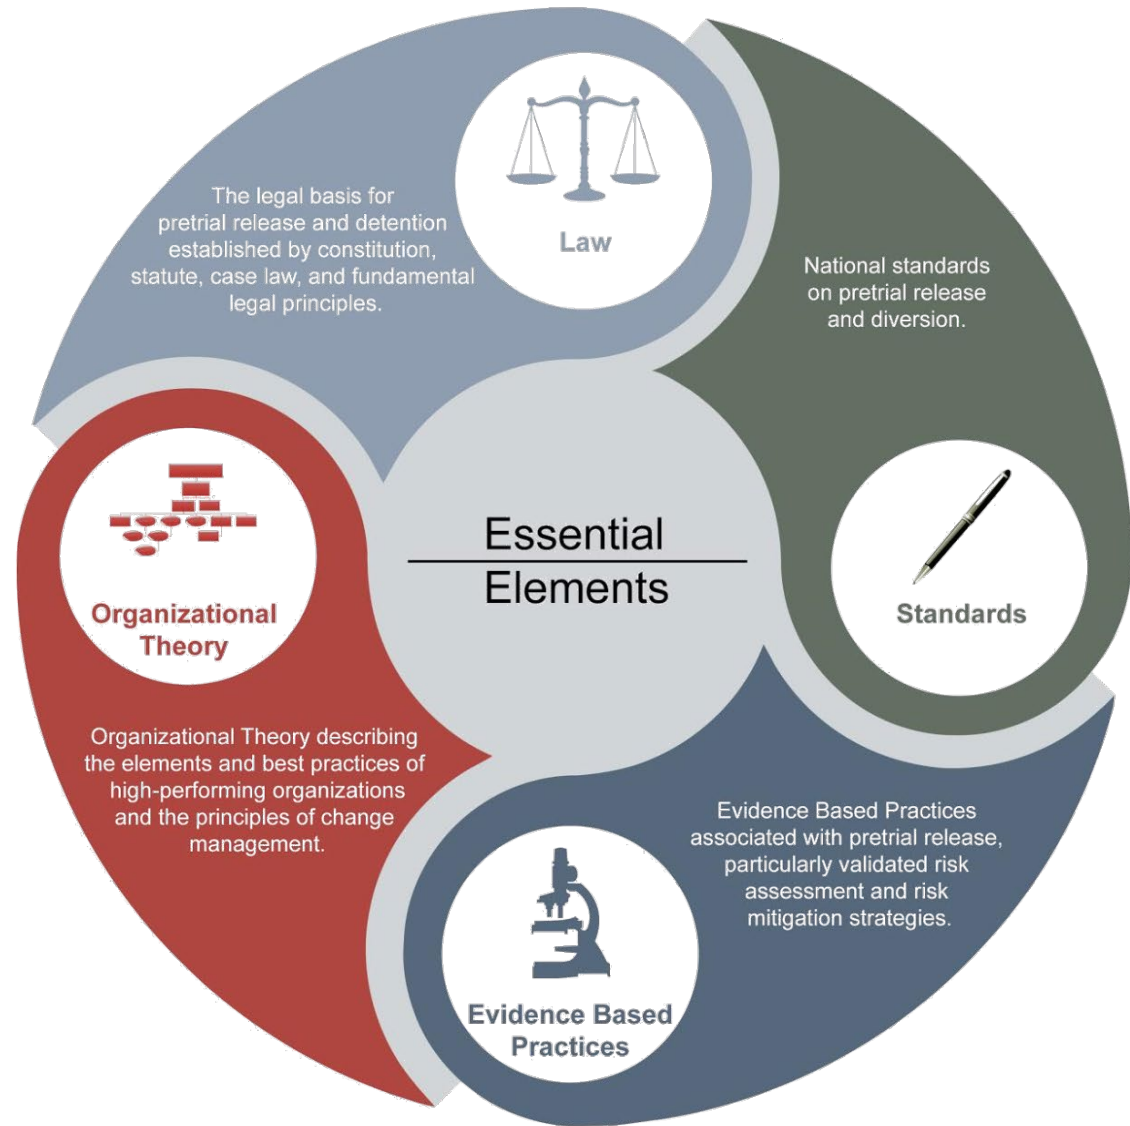 Law
The legal basis for
pretrial release and detention
established by constitution,
statute, case law, and fundamental
legal principles.
National standards
on pretrial release
and diversion.
Standards
Essential
Elements
Organizational
Theory
Organizational Theory describing
the elements and best practices of
high-performing organizations
and the principles of change
management.
Evidence Based Practices
associated with pretrial release,
particularly validated risk
assessment and risk
mitigation strategies.
Evidence Based
Practices